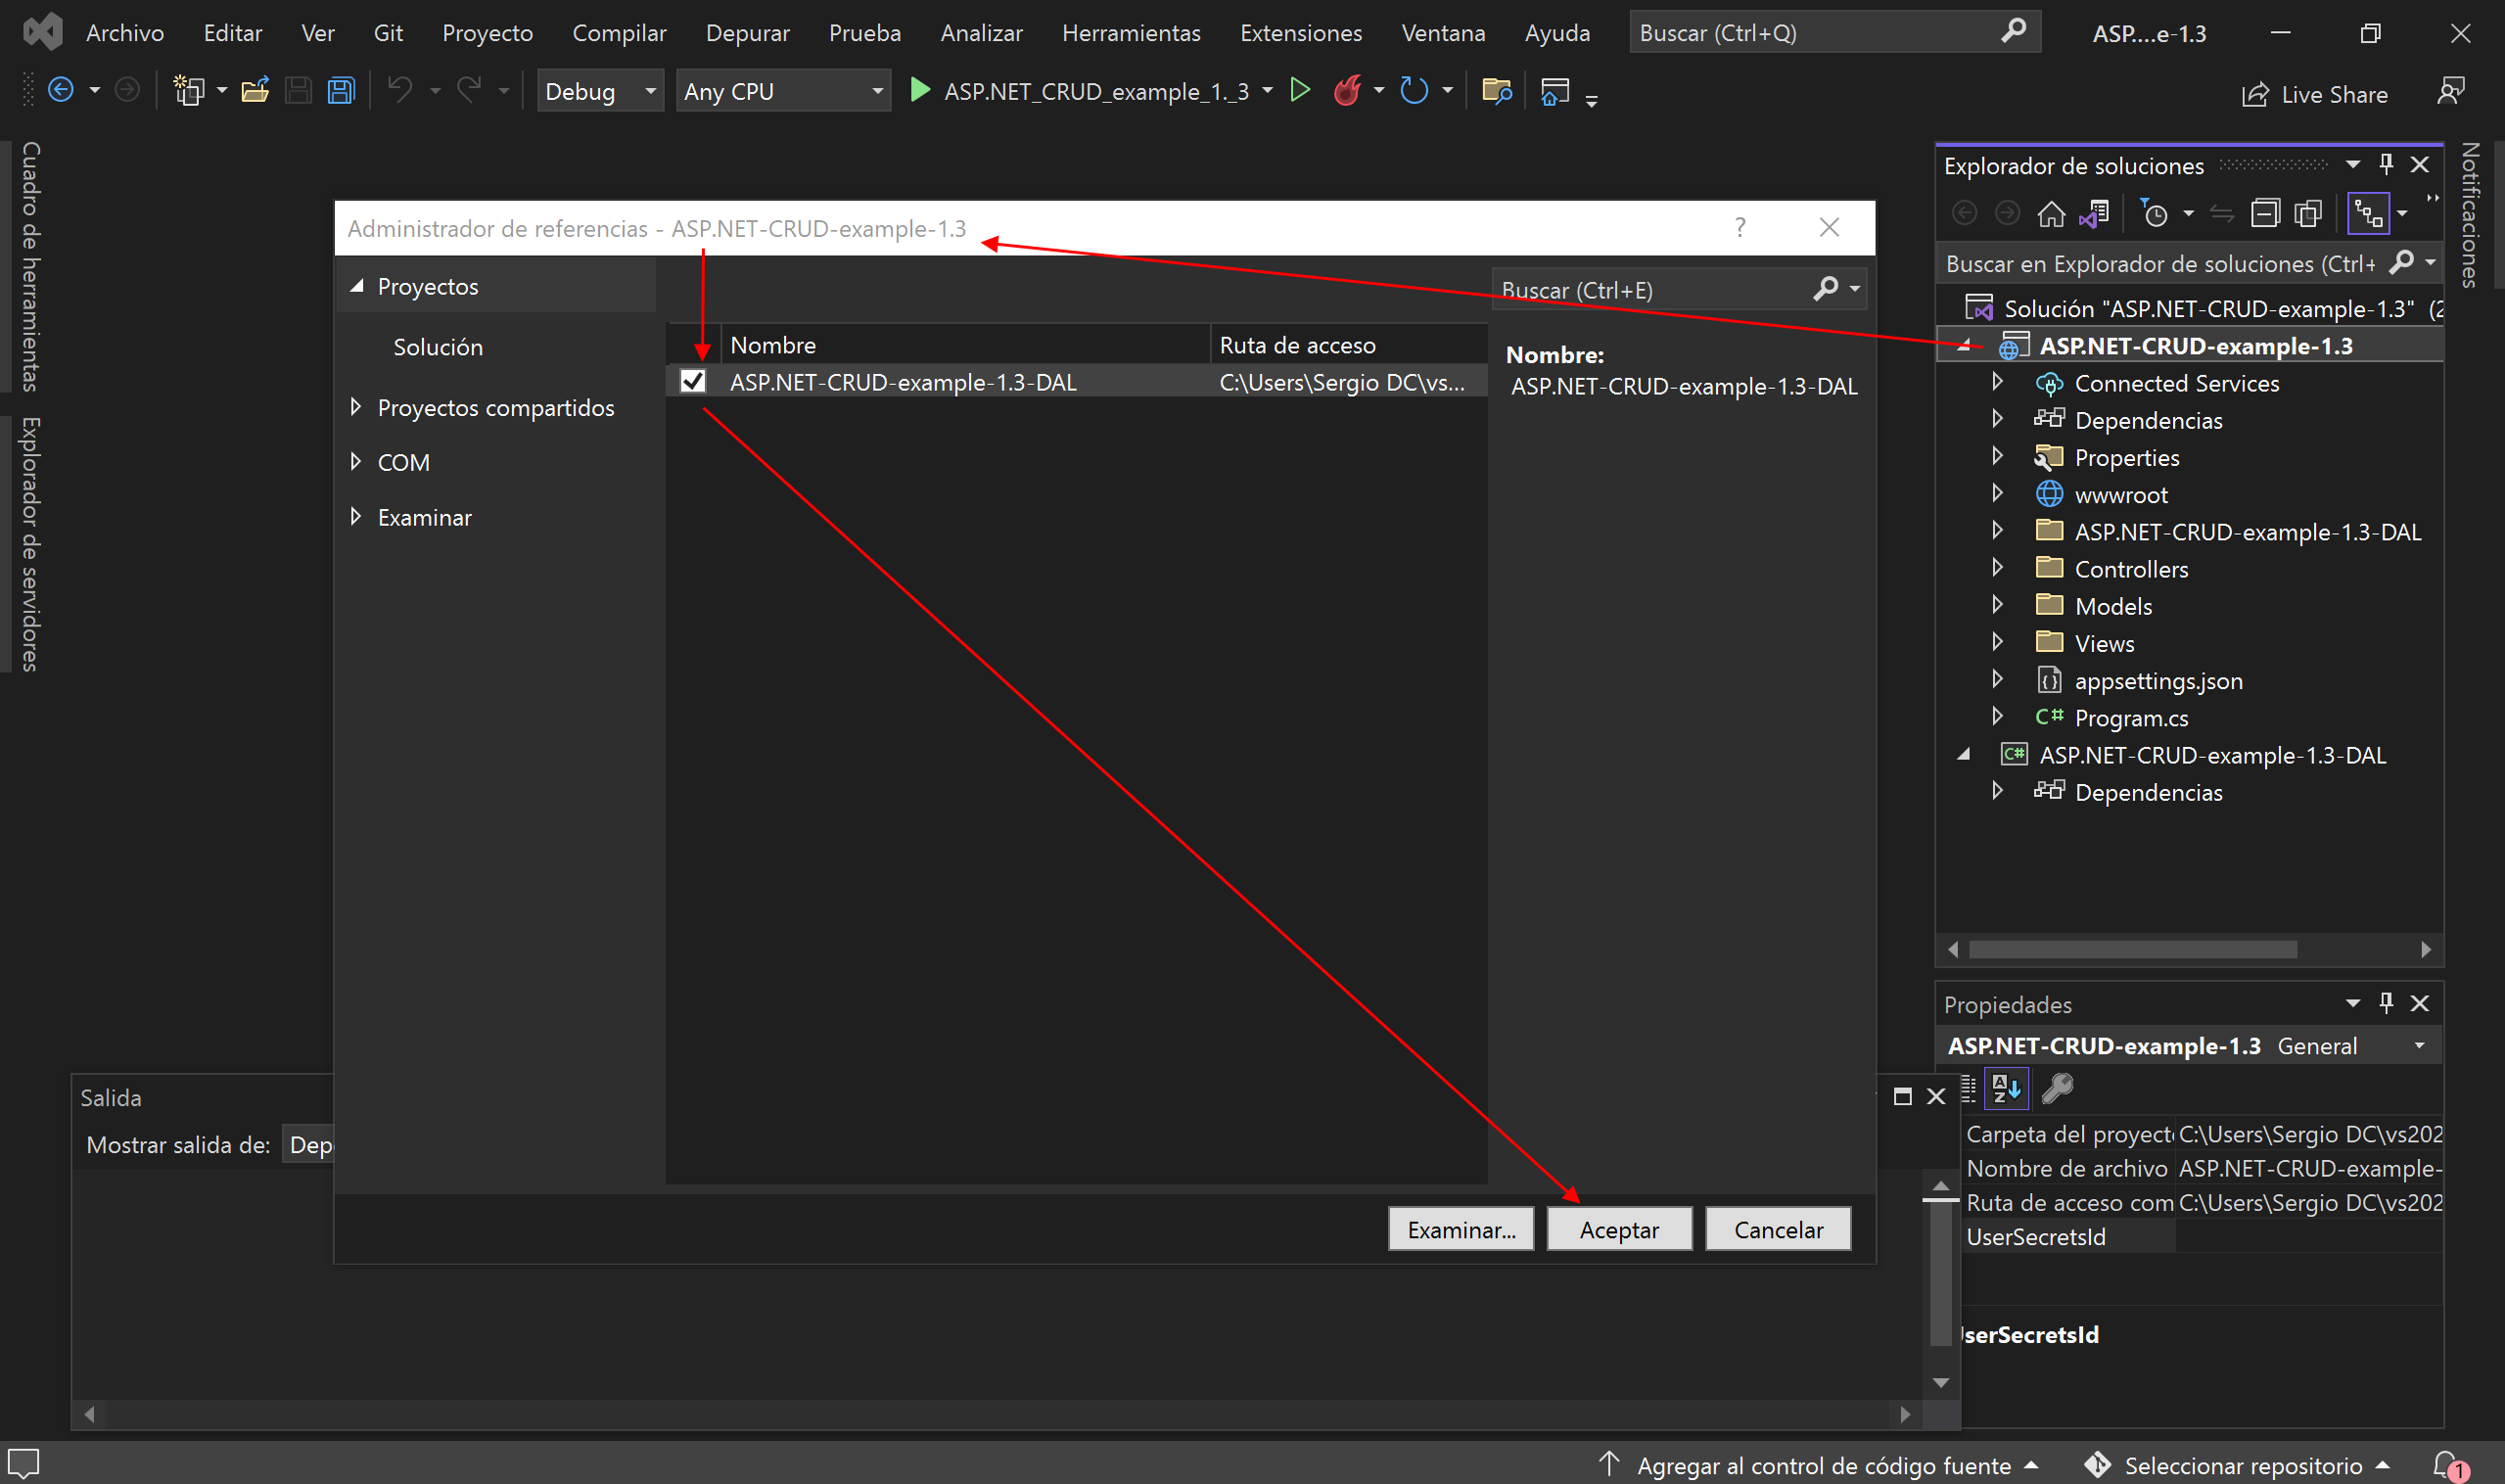 Archivo Editar Ver Git Proyecto Compilar Depurar Prueba Analizar Herramientas Extensiones Ventana Ayuda Buscar (Ctrl+Q) ASP....e-1.3
Debug Any CPU ASP.NET_CRUD_example_1._3 Live Share
Cuadro de herramientas
Explorador de servidores
Administrador de referencias - ASP.NET-CRUD-example-1.3 ?
Proyectos
Solución
Proyectos compartidos
COM
Examinar
Nombre Ruta de acceso
ASP.NET-CRUD-example-1.3-DAL C:\Users\Sergio DC\vs...
Buscar (Ctrl+E)
Nombre:
ASP.NET-CRUD-example-1.3-DAL
Examinar... Aceptar Cancelar
Salida
Mostrar salida de: Dep
Explorador de soluciones
Buscar en Explorador de soluciones (Ctrl+
Solución "ASP.NET-CRUD-example-1.3" (2
ASP.NET-CRUD-example-1.3
Connected Services
Dependencias
Properties
wwwroot
ASP.NET-CRUD-example-1.3-DAL
Controllers
Models
Views
appsettings.json
C# Program.cs
C# ASP.NET-CRUD-example-1.3-DAL
Dependencias
Notificaciones
Propiedades
ASP.NET-CRUD-example-1.3 General
Carpeta del proyect C:\Users\Sergio DC\vs202
Nombre de archivo ASP.NET-CRUD-example-
Ruta de acceso com C:\Users\Sergio DC\vs202
UserSecretsId
serSecretsId
Agregar al control de código fuente Seleccionar repositorio 1